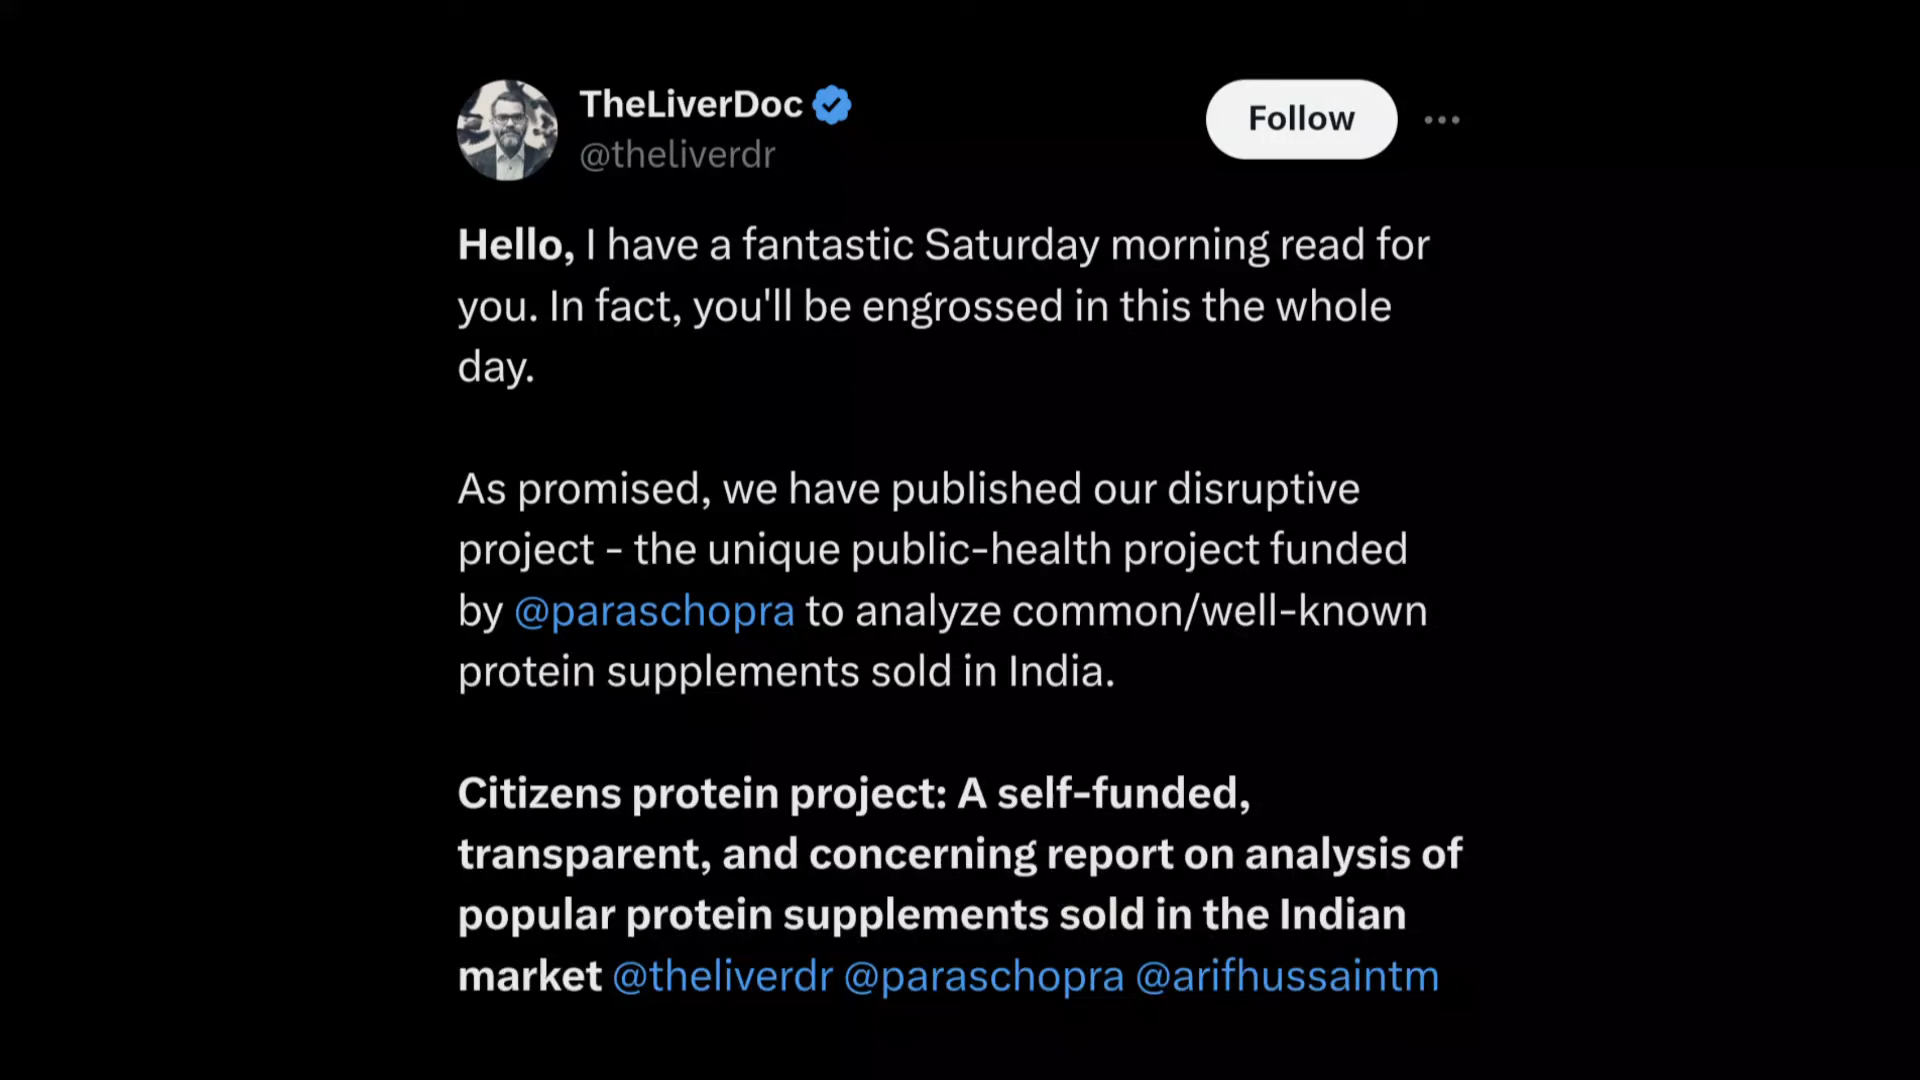 TheLiverDoc
@theliverdr
Follow
Hello, I have a fantastic Saturday morning read for
you. In fact, you'll be engrossed in this the whole
day.
As promised, we have published our disruptive
project - the unique public-health project funded
by @paraschopra to analyze common/well-known
protein supplements sold in India.
Citizens protein project: A self-funded,
transparent, and concerning report on analysis of
popular protein supplements sold in the Indian
market @theliverdr @paraschopra @arifhussaintm